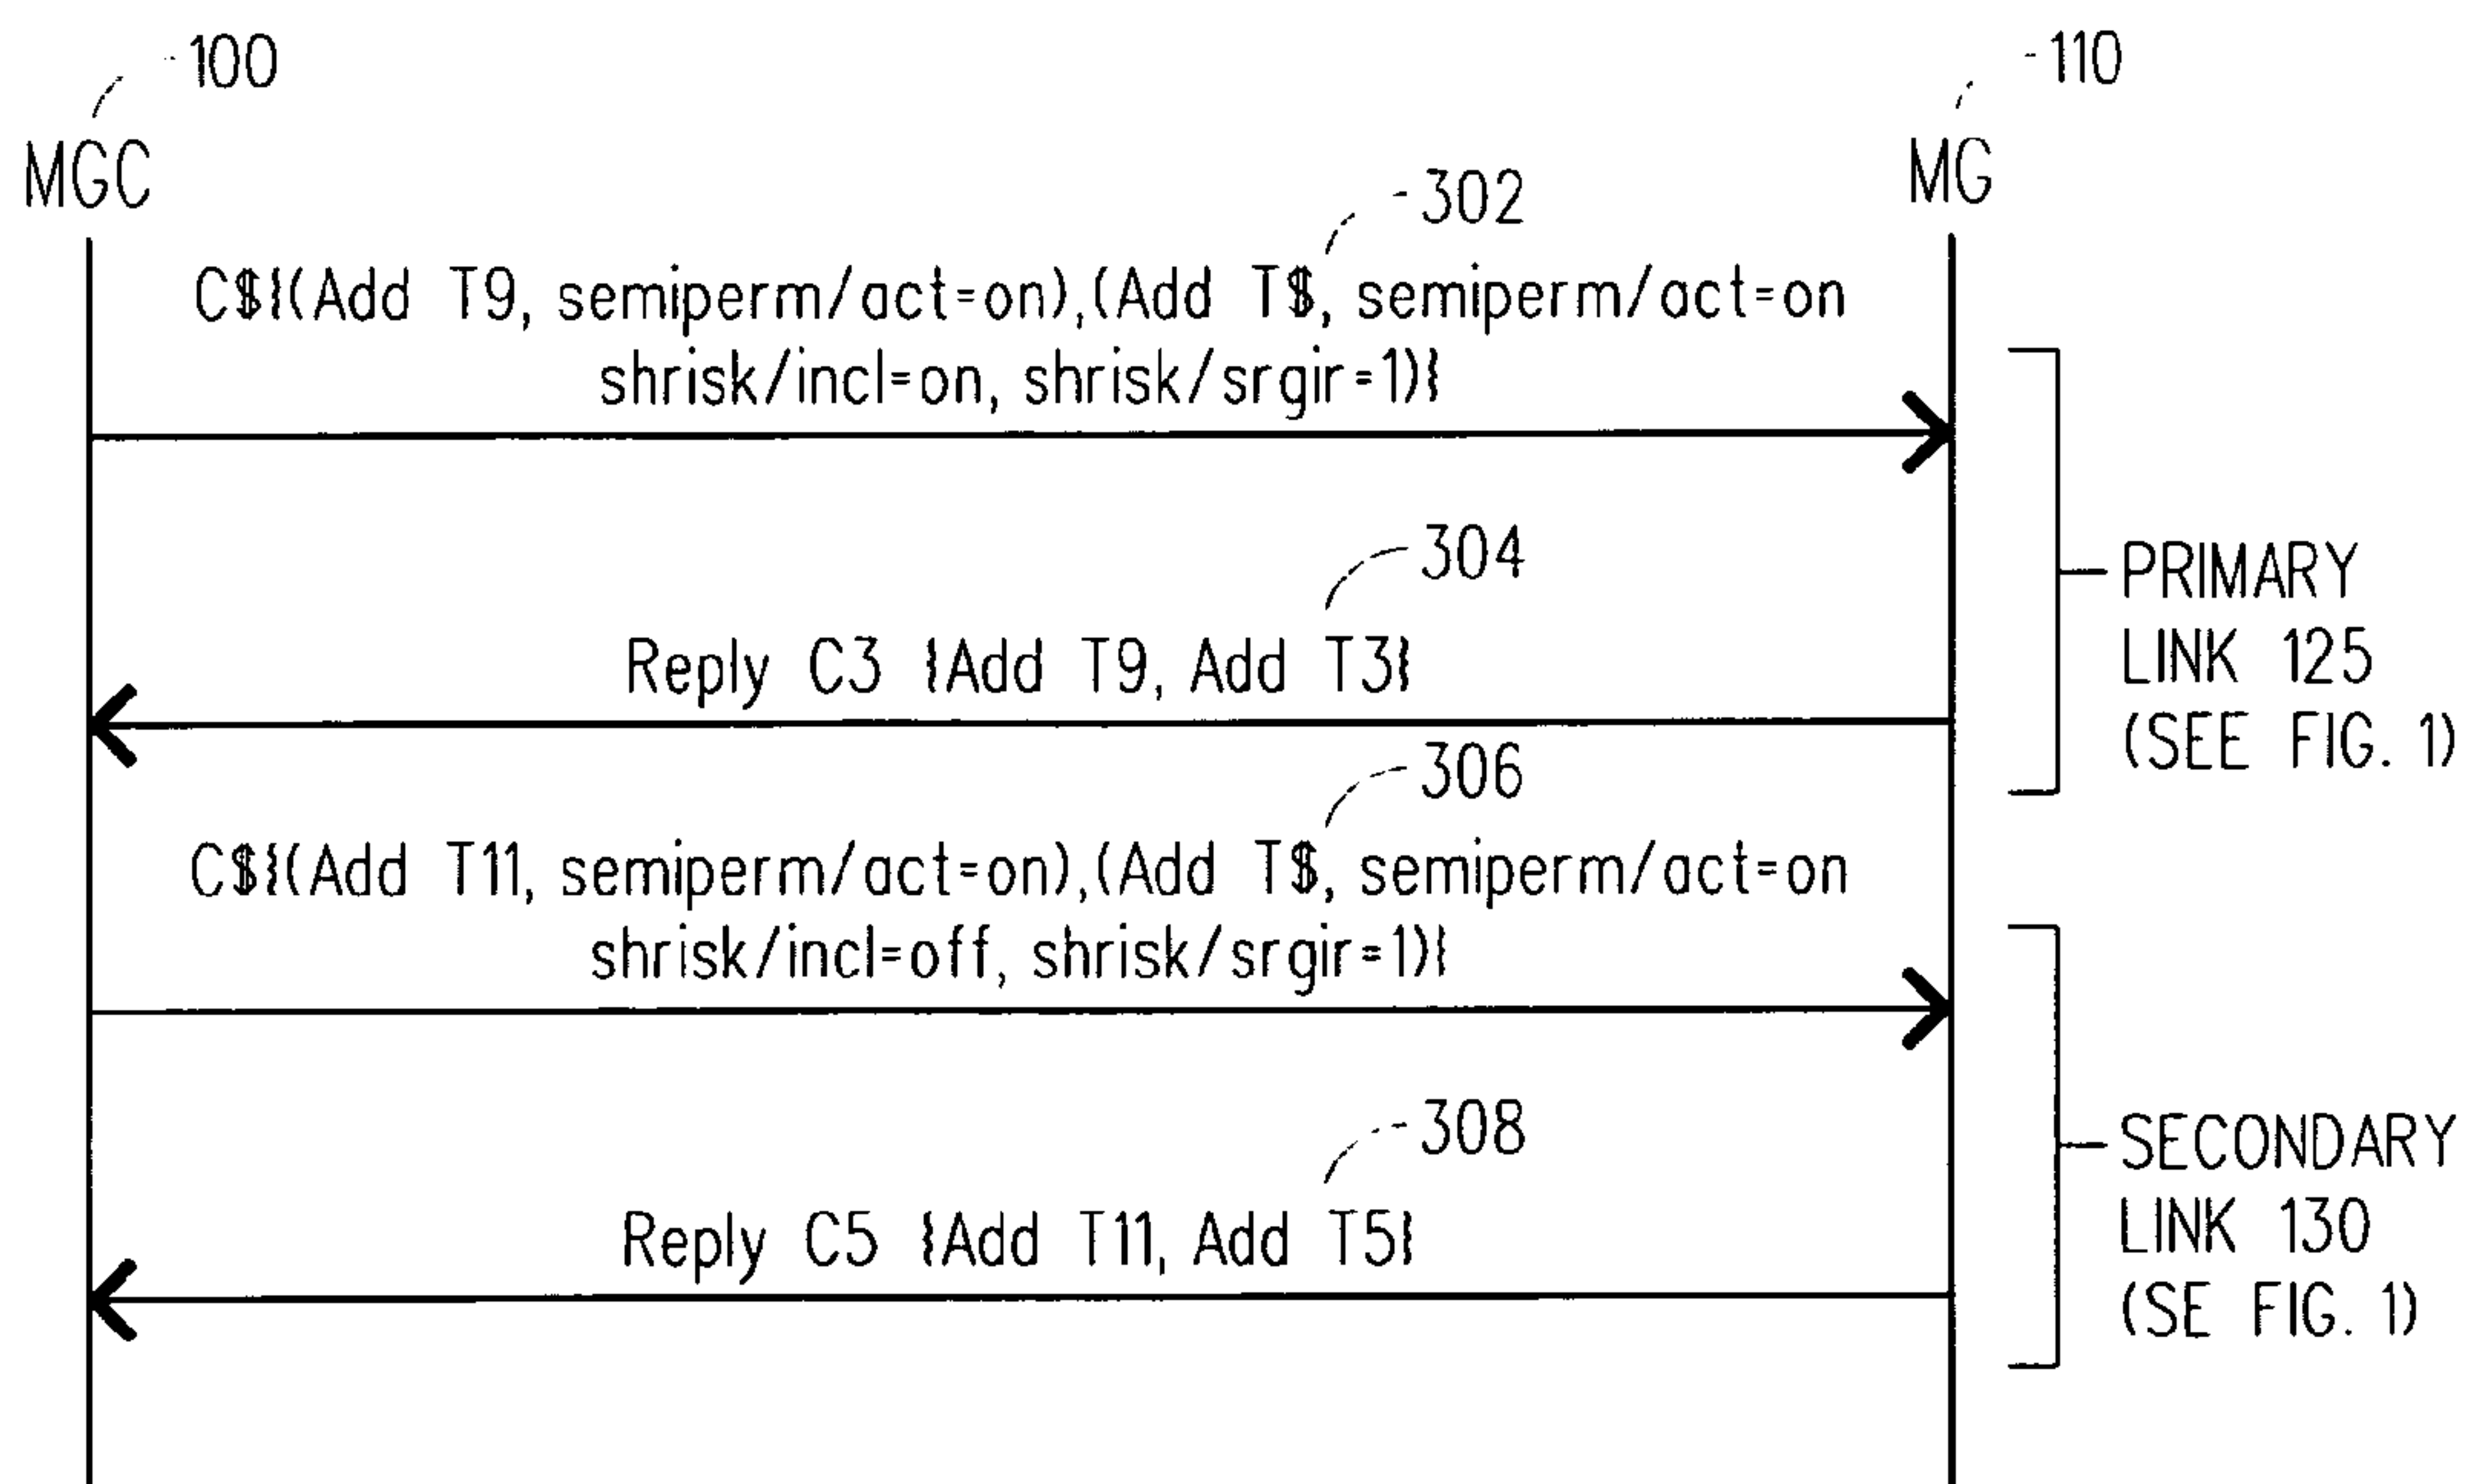 100
110
MGC
MG
302
C${(Add T9, semiperm/act=on),(Add T$, semiperm/act=on
shrisk/incl=on, shrisk/srgir=1)}
304
PRIMARY
LINK 125
(SEE FIG. 1)
Reply C3 {Add T9, Add T3}
306
C${(Add T11, semiperm/act=on),(Add T$, semiperm/act=on
shrisk/incl=off, shrisk/srgir=1)}
308
SECONDARY
LINK 130
(SE FIG. 1)
Reply C5 {Add T11, Add T5}